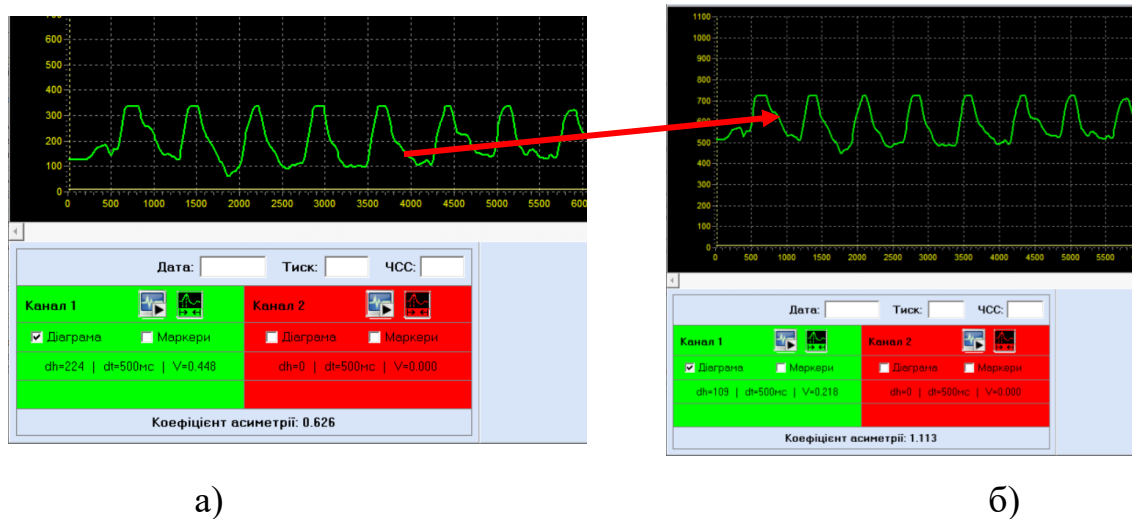 700
600
500
400
300
200
100
0
0 500 1000 1500 2000 2500 3000 3500 4000 4500 5000 5500 600
Дата: Тиск: ЧСС:
Канал 1 Канал 2
Діаграма Маркери Діаграма Маркери
dh=224 | dt=500мс | V=0.448 dh=0 | dt=500мс | V=0.000
Коефіцієнт асиметрії: 0.626
а)
1100
1000
900
800
700
600
500
400
300
200
100
0
0 500 1000 1500 2000 2500 3000 3500 4000 4500 5000 5500
Дата: Тиск: ЧСС:
Канал 1 Канал 2
Діаграма Маркери Діаграма Маркери
dh=109 | dt=500мс | V=0.218 dh=0 | dt=500мс | V=0.000
Коефіцієнт асиметрії: 1.113
б)